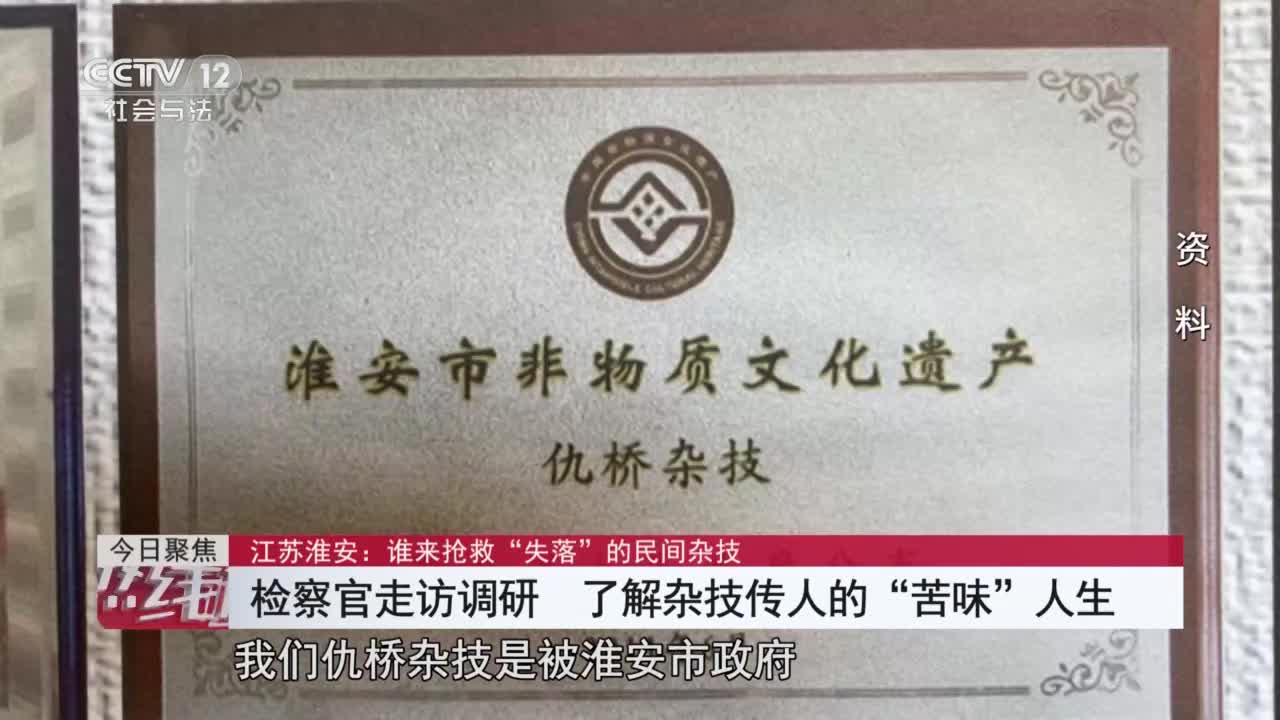 CCTV 12
社会与法
资料
淮安市非物质文化遗产
仇桥杂技
今日聚焦
江苏淮安：谁来抢救“失落”的民间杂技
热线
检察官走访调研 了解杂技传人的“苦味”人生
我们仇桥杂技是被淮安市政府